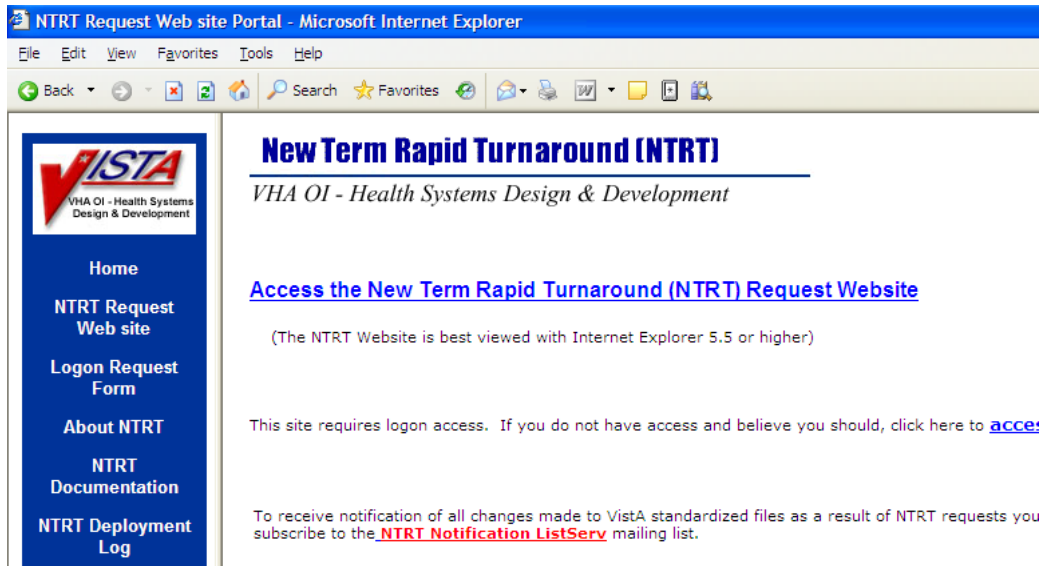 NTRT Request Web site Portal - Microsoft Internet Explorer
File Edit View Favorites Tools Help
Back Search Favorites
VISTA
VHA OI - Health Systems
Design & Development
Home
NTRT Request
Web site
Logon Request
Form
About NTRT
NTRT
Documentation
NTRT Deployment
Log
New Term Rapid Turnaround (NTRT)
VHA OI - Health Systems Design & Development
Access the New Term Rapid Turnaround (NTRT) Request Website
(The NTRT Website is best viewed with Internet Explorer 5.5 or higher)
This site requires logon access. If you do not have access and believe you should, click here to
To receive notification of all changes made to VistA standardized files as a result of NTRT requests you
subscribe to the NTRT Notification ListServ mailing list.